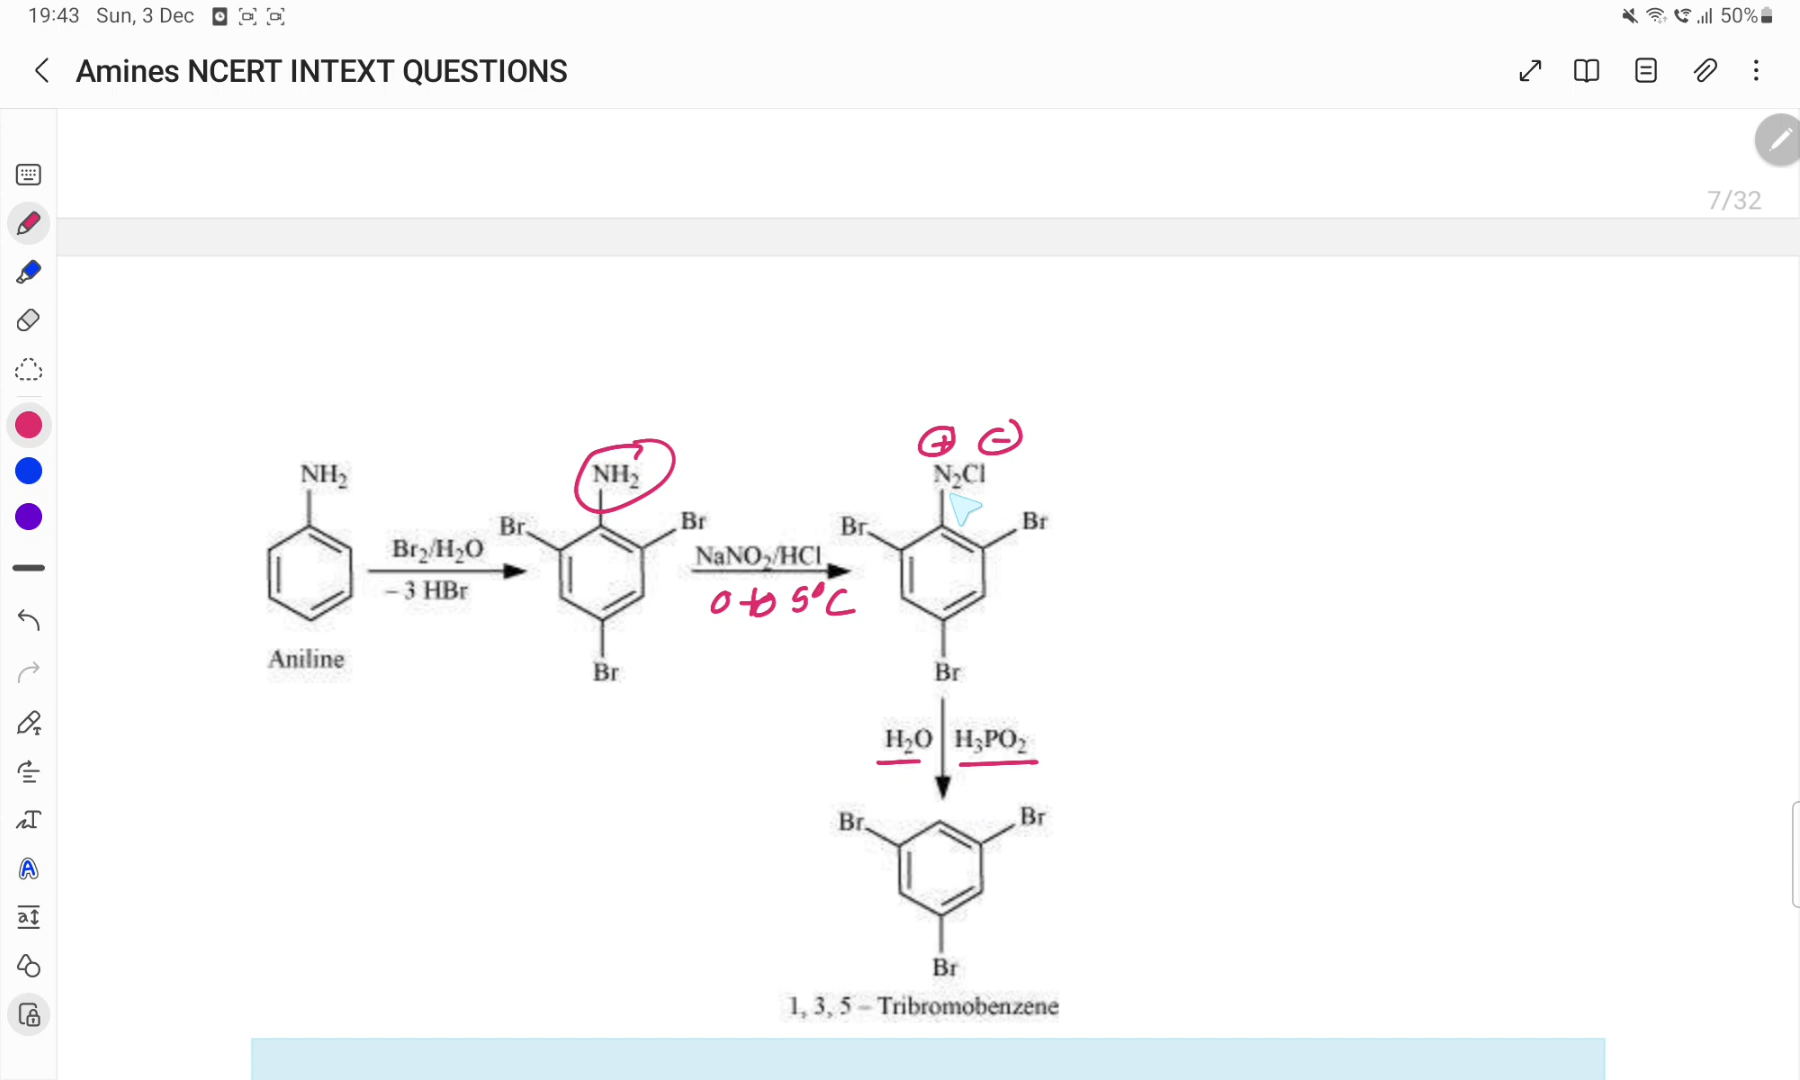 19:43 Sun, 3 Dec 50%
Amines NCERT INTEXT QUESTIONS
7/32
NH₂
Aniline
Br₂/H₂O
– 3 HBr
NH₂
Br
Br
Br
NaNO₂/HCl
0 to 5°C
+ –
N₂Cl
Br
Br
Br
H₂O H₃PO₂
Br
Br
Br
1, 3, 5 – Tribromobenzene